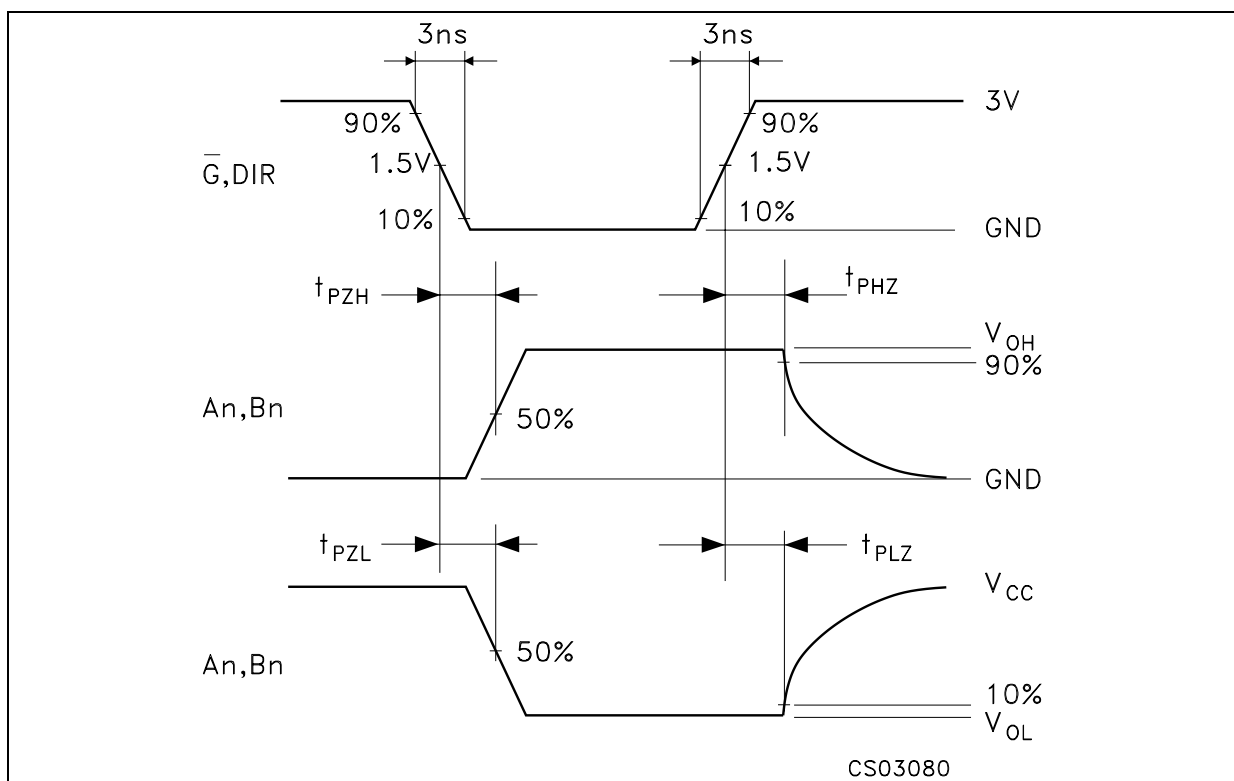 3ns 3ns
3V
90% 90%
G̅,DIR 1.5V 1.5V
10% 10%
GND
tPZH tPHZ
VOH
90%
An,Bn 50%
GND
tPZL tPLZ
VCC
An,Bn 50%
10%
VOL
CS03080